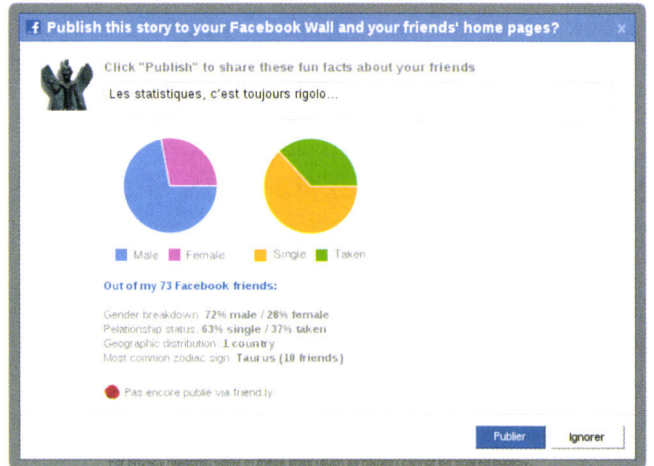 f Publish this story to your Facebook Wall and your friends' home pages? x
Click "Publish" to share these fun facts about your friends
Les statistiques, c'est toujours rigolo...
Male Female Single Taken
Out of my 73 Facebook friends:
Gender breakdown: 72% male / 28% female
Relationship status: 63% single / 37% taken
Geographic distribution: 1 country
Most common zodiac sign: Taurus (10 friends)
Pas encore publié via friend.ly
Publier Ignorer